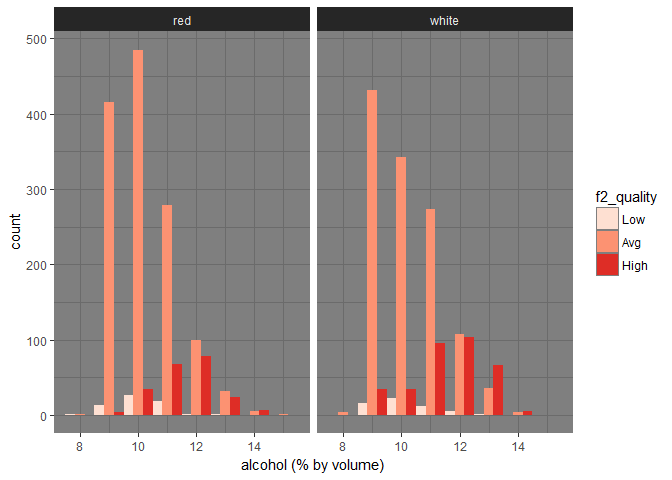 red
white
500
400
300
200
100
0
count
8 10 12 14
8 10 12 14
alcohol (% by volume)
f2_quality
Low
Avg
High